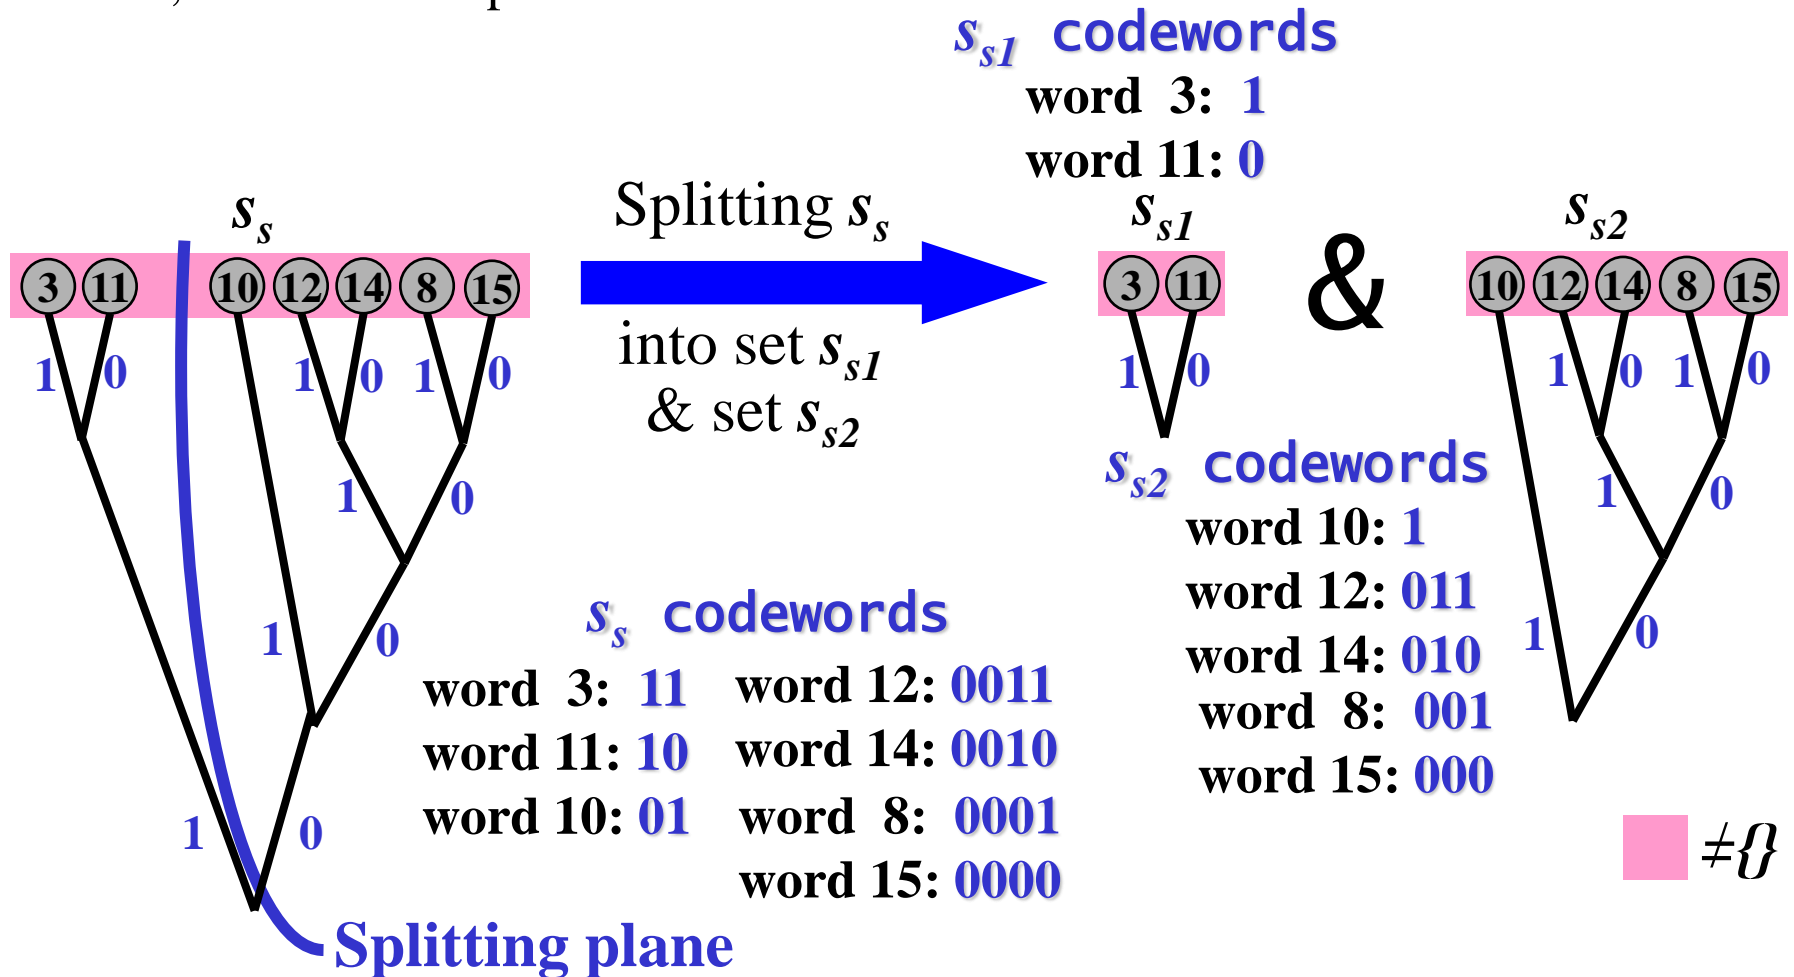 s_s1 codewords
word 3: 1
word 11: 0
s_s
3 11 10 12 14 8 15
1 0 1 0 1 0
1 0
1 0
1 0
Splitting plane
Splitting s_s
into set s_s1
& set s_s2
s_s codewords
word 3: 11
word 11: 10
word 10: 01
word 12: 0011
word 14: 0010
word 8: 0001
word 15: 0000
s_s1
3 11
1 0
&
s_s2
10 12 14 8 15
1 0 1 0
1 0
1 0
s_s2 codewords
word 10: 1
word 12: 011
word 14: 010
word 8: 001
word 15: 000
≠{}